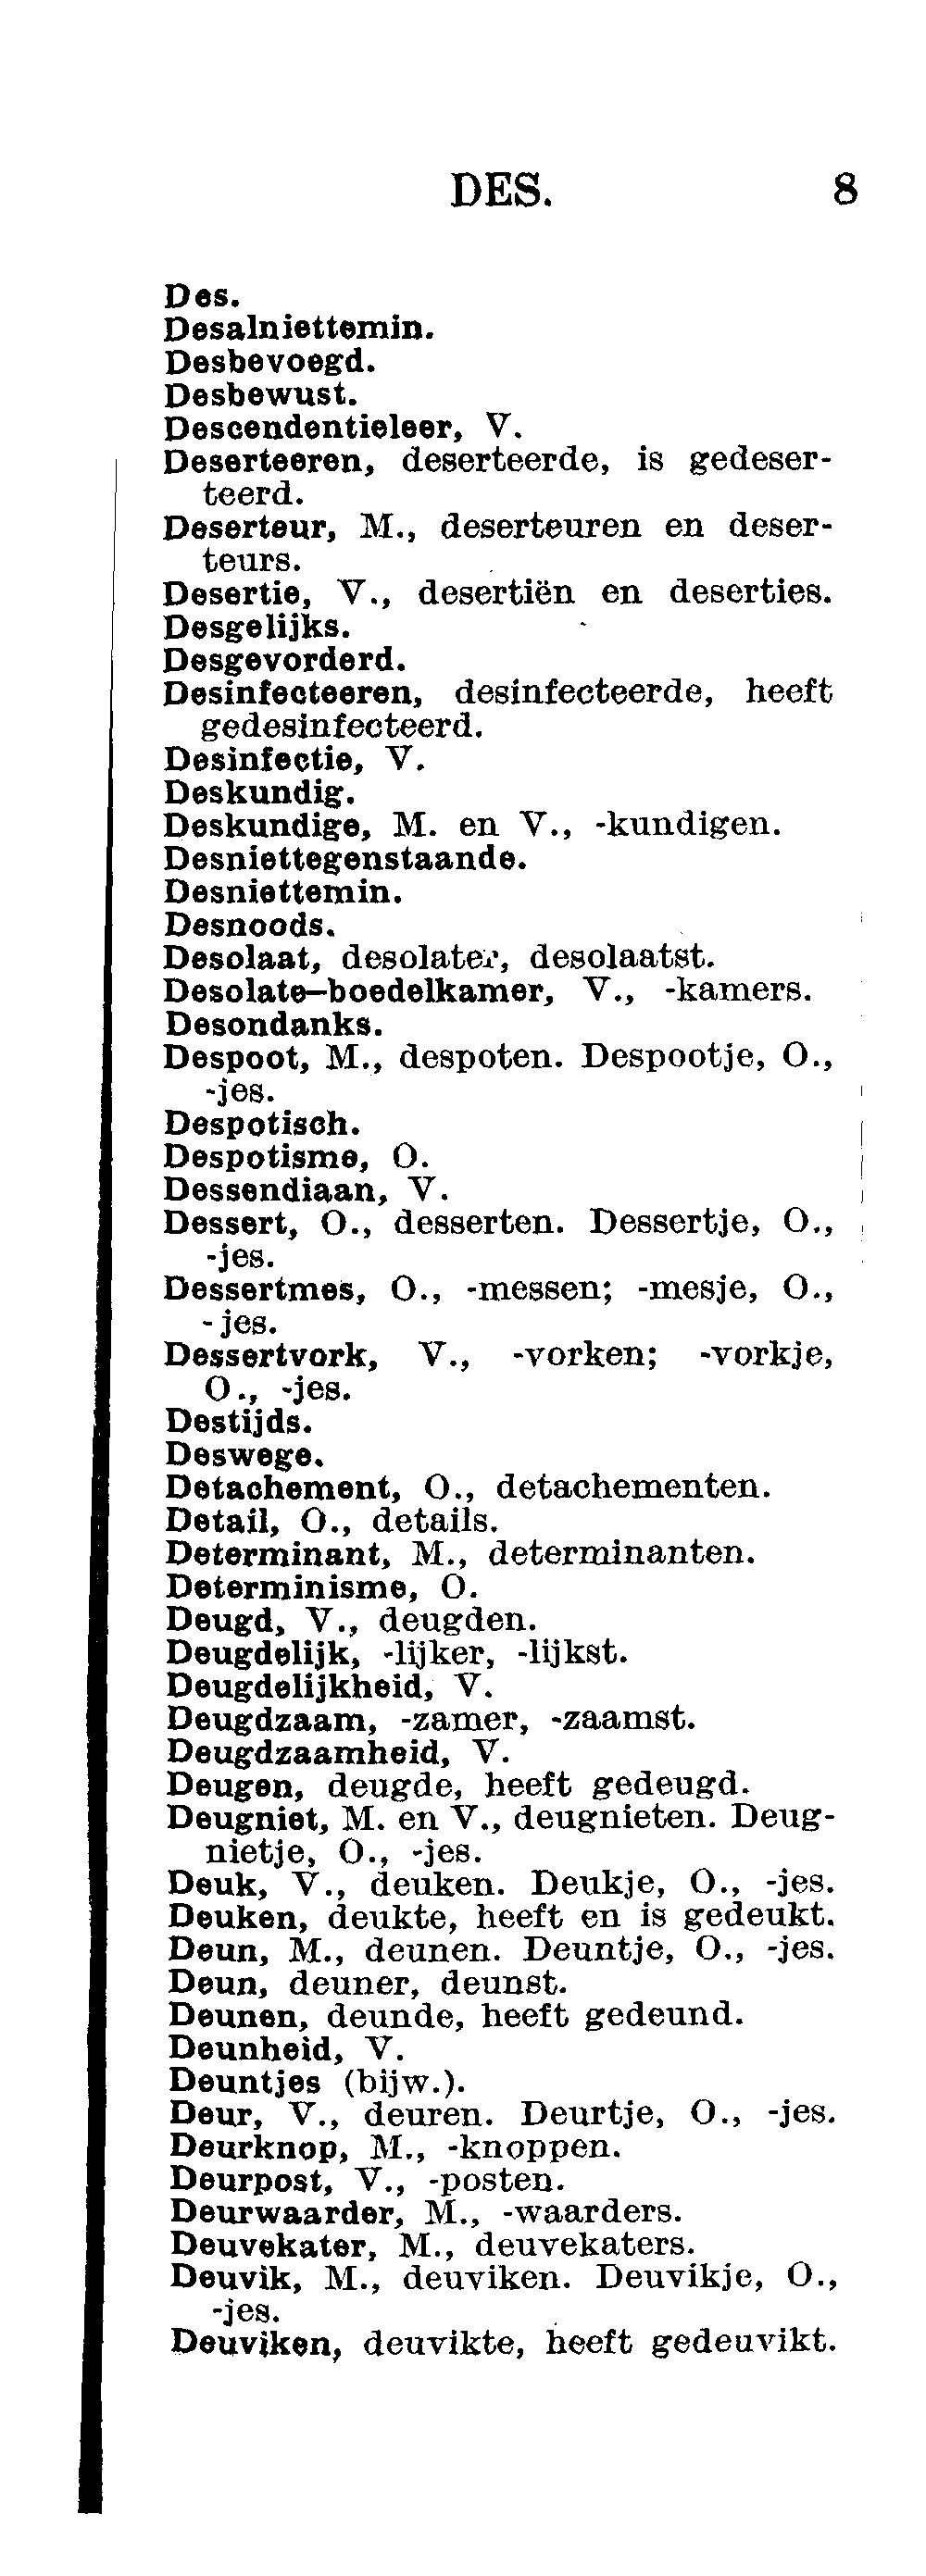 DES. 8
Des.
Desalniettemin.
Desbevoegd.
Desbewust.
Descendentieleer, V.
Deserteeren, deserteerde, is gedeser-
teerd.
Deserteur, M., deserteuren en deser-
teurs.
Desertie, V., desertiën en deserties.
Desgelijks.
Desgevorderd.
Desinfecteeren, desinfecteerde, heeft
gedesinfecteerd.
Desinfectie, V.
Deskundig.
Deskundige, M. en V., -kundigen.
Desniettegenstaande.
Desniettemin.
Desnoods.
Desolaat, desolater, desolaatst.
Desolate-boedelkamer, V., -kamers.
Desondanks.
Despoot, M., despoten. Despootje, O.,
-jes.
Despotisch.
Despotisme, O.
Dessendiaan, V.
Dessert, O., desserten. Dessertje, O.,
-jes.
Dessertmes, O., -messen; -mesje, O.,
-jes.
Dessertvork, V., -vorken; -vorkje,
O., -jes.
Destijds.
Deswege.
Detachement, O., detachementen.
Detail, O., details.
Determinant, M., determinanten.
Determinisme, O.
Deugd, V., deugden.
Deugdelijk, -lijker, -lijkst.
Deugdelijkheid, V.
Deugdzaam, -zamer, -zaamst.
Deugdzaamheid, V.
Deugen, deugde, heeft gedeugd.
Deugniet, M. en V., deugnieten. Deug-
nietje, O., -jes.
Deuk, V., deuken. Deukje, O., -jes.
Deuken, deukte, heeft en is gedeukt.
Deun, M., deunen. Deuntje, O., -jes.
Deun, deuner, deunst.
Deunen, deunde, heeft gedeund.
Deunheid, V.
Deuntjes (bijw.).
Deur, V., deuren. Deurtje, O., -jes.
Deurknop, M., -knoppen.
Deurpost, V., -posten.
Deurwaarder, M., -waarders.
Deuvekater, M., deuvekaters.
Deuvik, M., deuviken. Deuvikje, O.,
-jes.
Deuviken, deuvikte, heeft gedeuvikt.